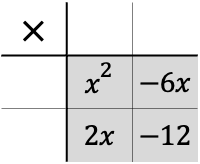 ×
x² −6x
2x −12